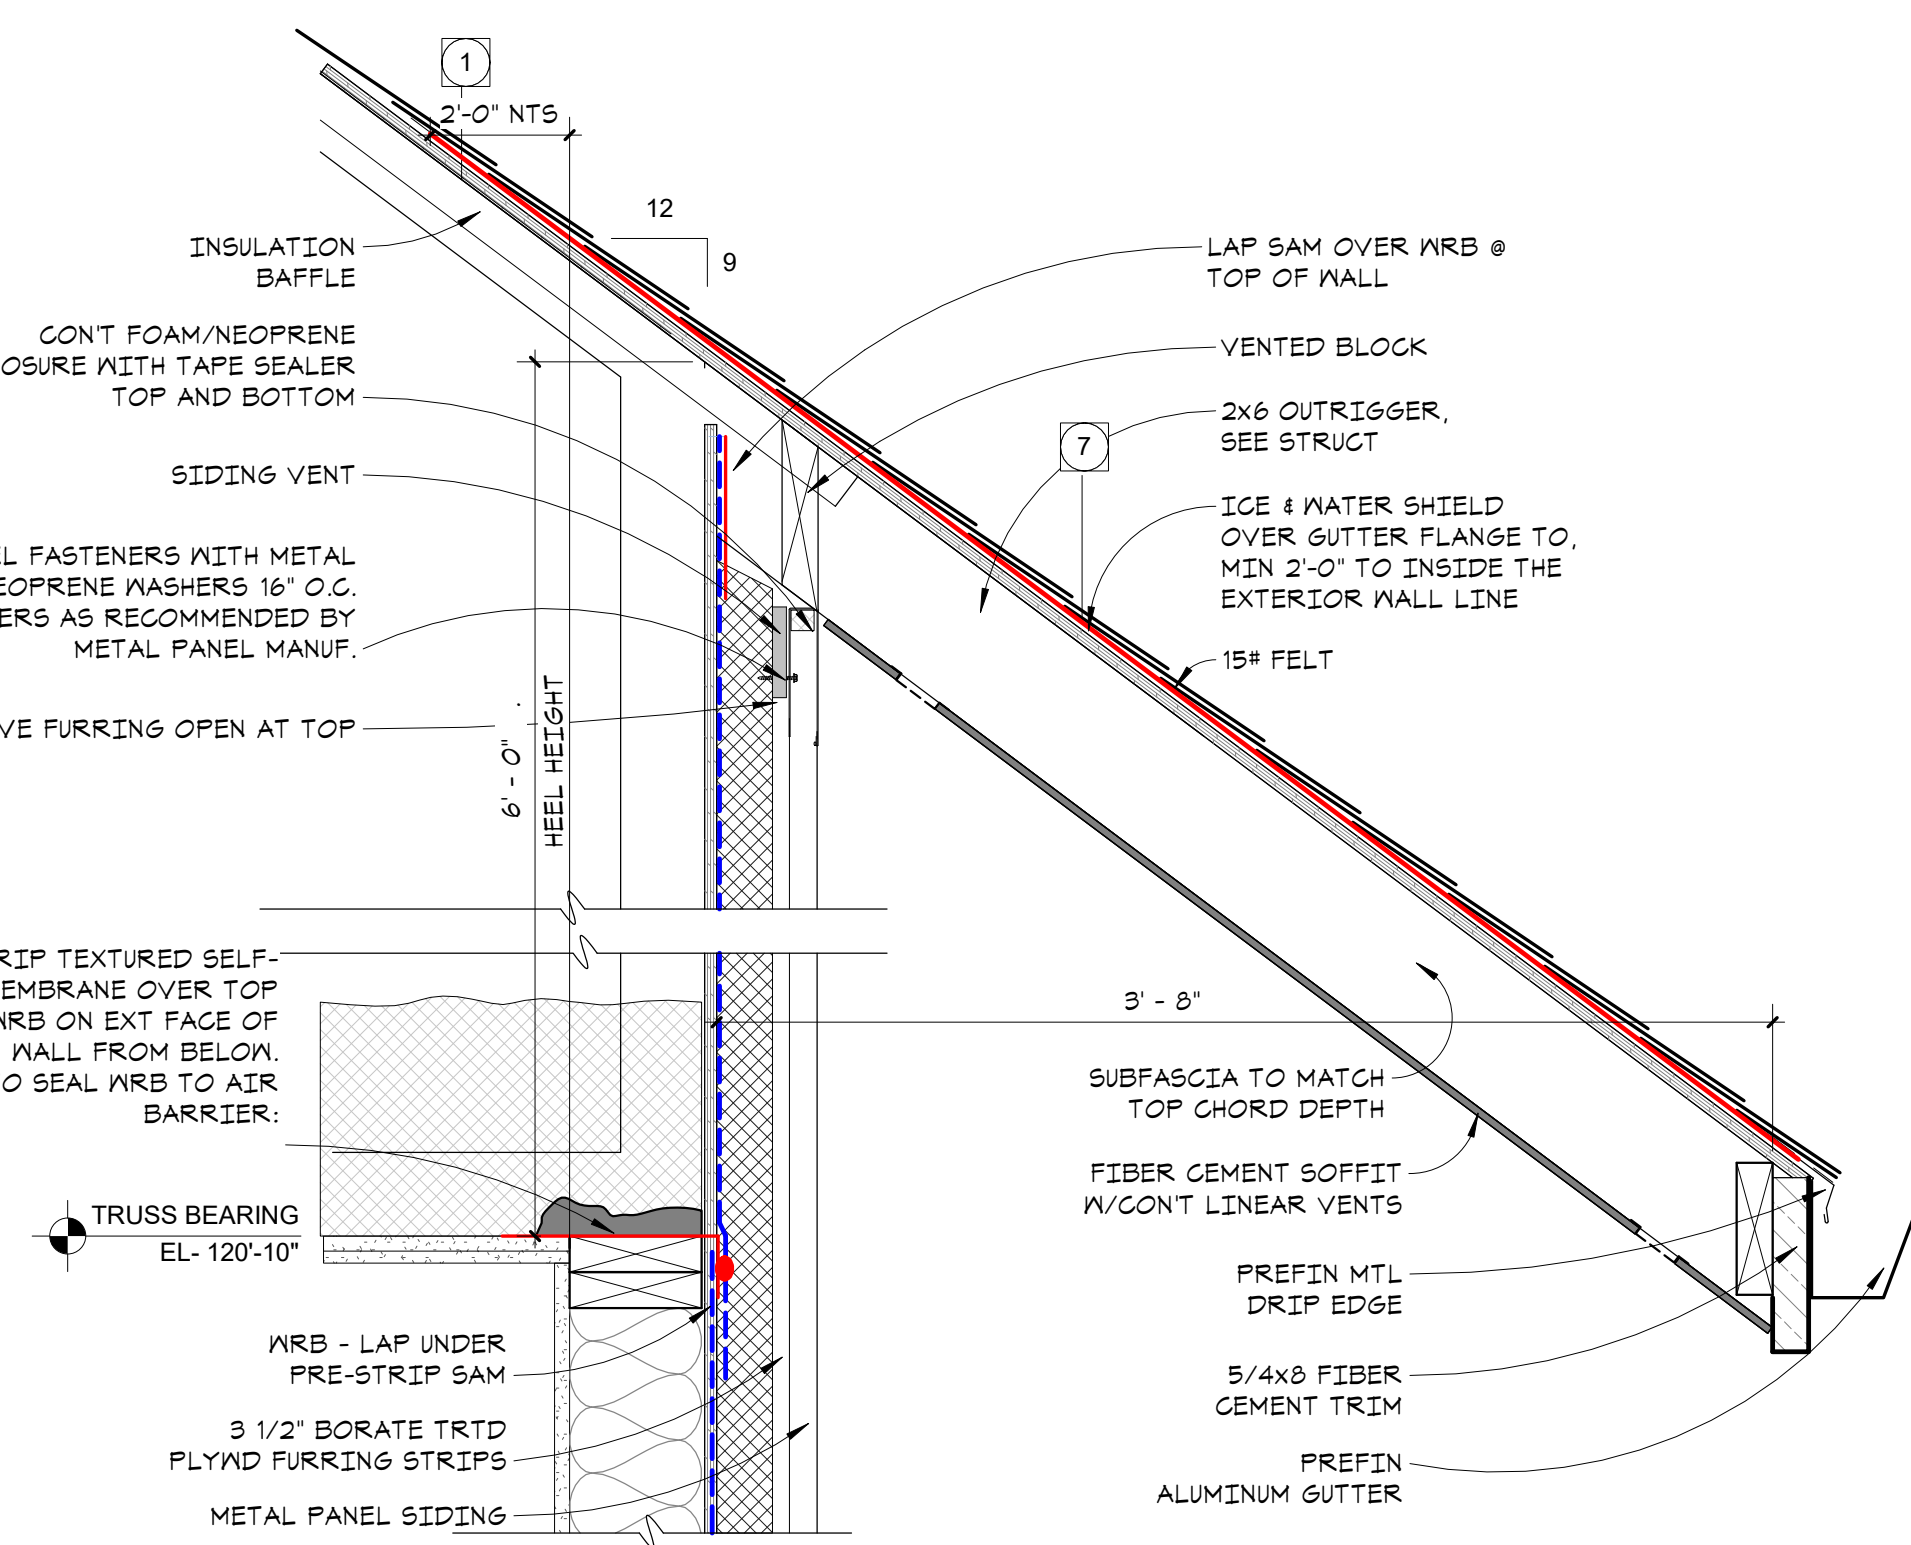 1
2'-0" NTS
12
9
INSULATION
BAFFLE
CON'T FOAM/NEOPRENE
OSURE WITH TAPE SEALER
TOP AND BOTTOM
SIDING VENT
EL FASTENERS WITH METAL
EOPRENE WASHERS 16" O.C.
ERS AS RECOMMENDED BY
METAL PANEL MANUF.
VE FURRING OPEN AT TOP
6' - 0"
HEEL HEIGHT
RIP TEXTURED SELF-
EMBRANE OVER TOP
WRB ON EXT FACE OF
WALL FROM BELOW.
O SEAL WRB TO AIR
BARRIER:
TRUSS BEARING
EL- 120'-10"
WRB - LAP UNDER
PRE-STRIP SAM
3 1/2" BORATE TRTD
PLYWD FURRING STRIPS
METAL PANEL SIDING
LAP SAM OVER WRB @
TOP OF WALL
VENTED BLOCK
2x6 OUTRIGGER,
SEE STRUCT
7
ICE & WATER SHIELD
OVER GUTTER FLANGE TO,
MIN 2'-0" TO INSIDE THE
EXTERIOR WALL LINE
15# FELT
3' - 8"
SUBFASCIA TO MATCH
TOP CHORD DEPTH
FIBER CEMENT SOFFIT
W/CON'T LINEAR VENTS
PREFIN MTL
DRIP EDGE
5/4x8 FIBER
CEMENT TRIM
PREFIN
ALUMINUM GUTTER